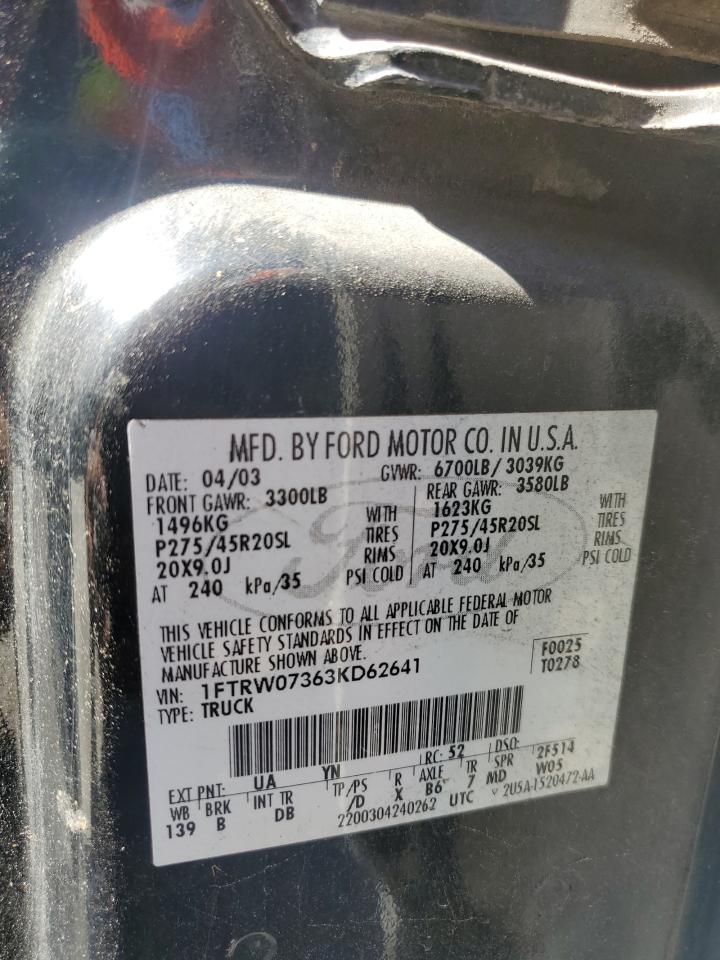 MFD. BY FORD MOTOR CO. IN U.S.A.
DATE: 04/03 GVWR: 6700LB/ 3039KG
FRONT GAWR: 3300LB REAR GAWR: 3580LB
1496KG WITH 1623KG WITH
P275/45R20SL TIRES P275/45R20SL TIRES
20X9.0J RIMS 20X9.0J RIMS
AT 240 kPa/35 PSI COLD AT 240 kPa/35 PSI COLD
Ford
THIS VEHICLE CONFORMS TO ALL APPLICABLE FEDERAL MOTOR
VEHICLE SAFETY STANDARDS IN EFFECT ON THE DATE OF
MANUFACTURE SHOWN ABOVE.
F0025
VIN: 1FTRW07363KD62641 T0278
TYPE: TRUCK
EXT PNT: UA YN RC: 52 DSO: 2F514
WB BRK INT TR TP/PS R AXLE TR SPR W05
139 B DB /D X B6 7 MD
2200304240262 UTC 2U5A-1520472-AA